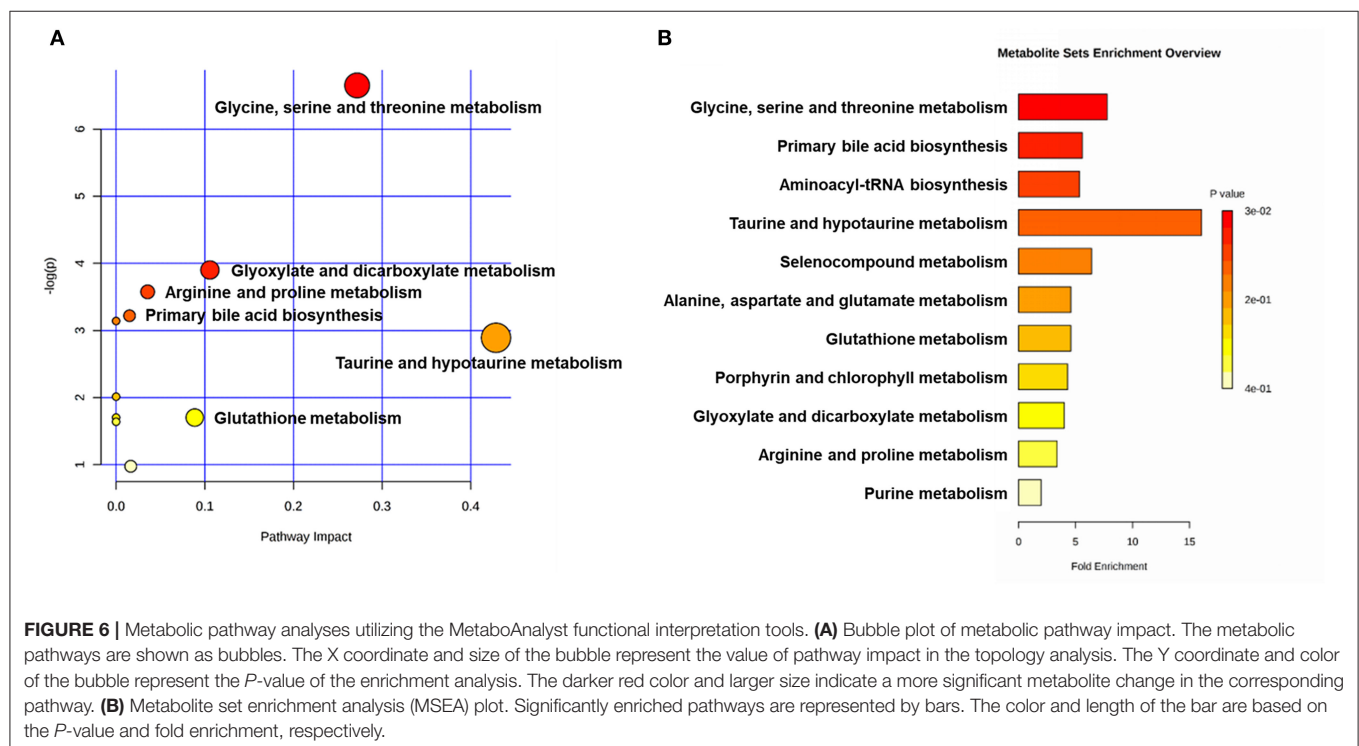 A
Glycine, serine and threonine metabolism
6
5
4
3
2
1
-log(p)
Glyoxylate and dicarboxylate metabolism
Arginine and proline metabolism
Primary bile acid biosynthesis
Taurine and hypotaurine metabolism
Glutathione metabolism
0.0 0.1 0.2 0.3 0.4
Pathway Impact
B
Metabolite Sets Enrichment Overview
Glycine, serine and threonine metabolism
Primary bile acid biosynthesis
Aminoacyl-tRNA biosynthesis
Taurine and hypotaurine metabolism
Selenocompound metabolism
Alanine, aspartate and glutamate metabolism
Glutathione metabolism
Porphyrin and chlorophyll metabolism
Glyoxylate and dicarboxylate metabolism
Arginine and proline metabolism
Purine metabolism
0 5 10 15
Fold Enrichment
P value
3e-02
2e-01
4e-01
FIGURE 6 | Metabolic pathway analyses utilizing the MetaboAnalyst functional interpretation tools. (A) Bubble plot of metabolic pathway impact. The metabolic
pathways are shown as bubbles. The X coordinate and size of the bubble represent the value of pathway impact in the topology analysis. The Y coordinate and color
of the bubble represent the P-value of the enrichment analysis. The darker red color and larger size indicate a more significant metabolite change in the corresponding
pathway. (B) Metabolite set enrichment analysis (MSEA) plot. Significantly enriched pathways are represented by bars. The color and length of the bar are based on
the P-value and fold enrichment, respectively.